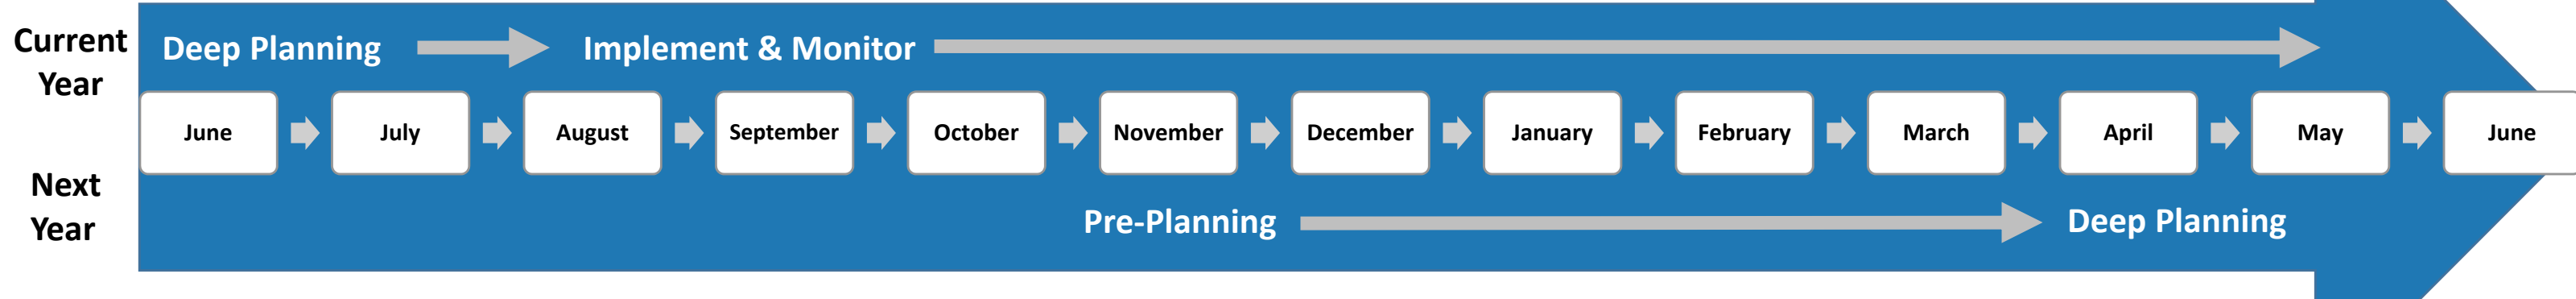 Current
Year
Deep Planning
Implement & Monitor
June
July
August
September
October
November
December
January
February
March
April
May
June
Next
Year
Pre-Planning
Deep Planning